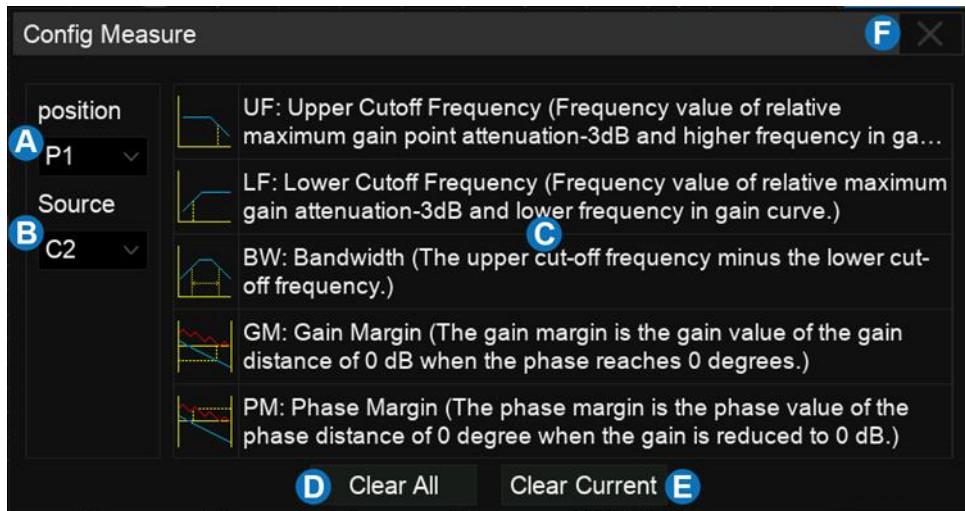 Config Measure
F
position
A
P1
Source
B
C2
UF: Upper Cutoff Frequency (Frequency value of relative
maximum gain point attenuation-3dB and higher frequency in ga...
LF: Lower Cutoff Frequency (Frequency value of relative maximum
gain attenuation-3dB and lower frequency in gain curve.)
C
BW: Bandwidth (The upper cut-off frequency minus the lower cut-
off frequency.)
GM: Gain Margin (The gain margin is the gain value of the gain
distance of 0 dB when the phase reaches 0 degrees.)
PM: Phase Margin (The phase margin is the phase value of the
phase distance of 0 degree when the gain is reduced to 0 dB.)
D Clear All Clear Current E